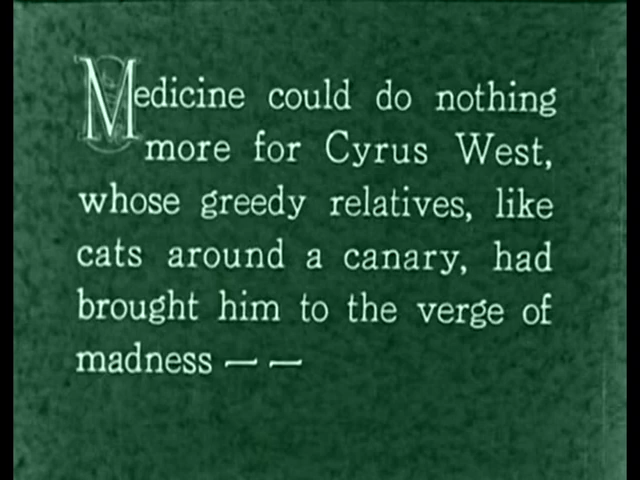 Medicine could do nothing
more for Cyrus West,
whose greedy relatives, like
cats around a canary, had
brought him to the verge of
madness — —